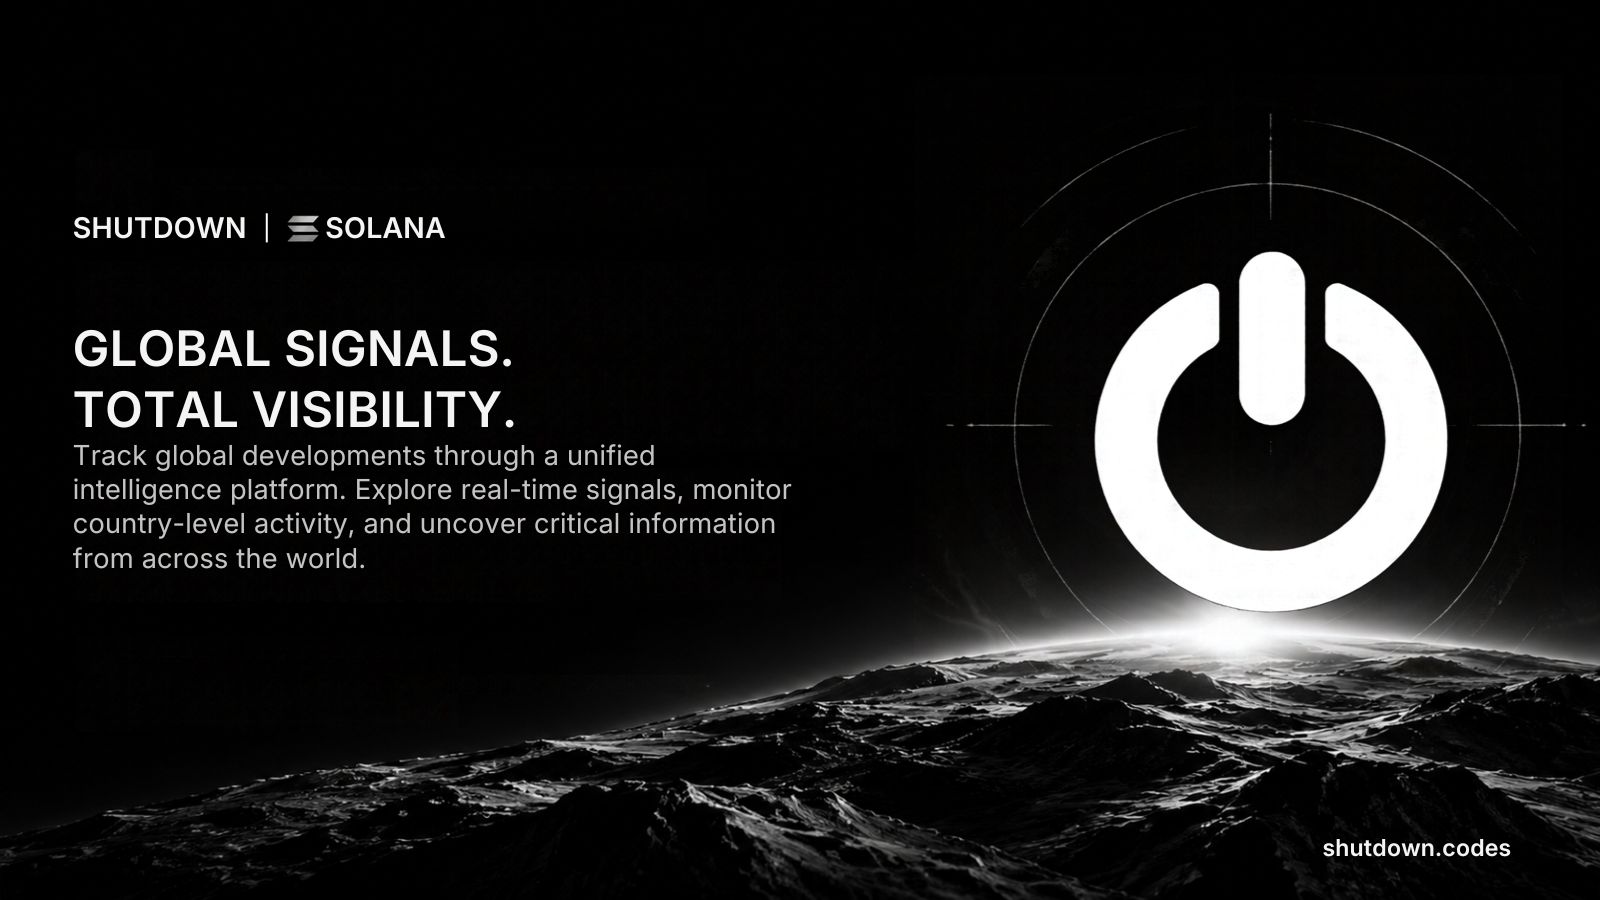 SHUTDOWN | SOLANA
GLOBAL SIGNALS.
TOTAL VISIBILITY.
Track global developments through a unified
intelligence platform. Explore real-time signals, monitor
country-level activity, and uncover critical information
from across the world.
shutdown.codes